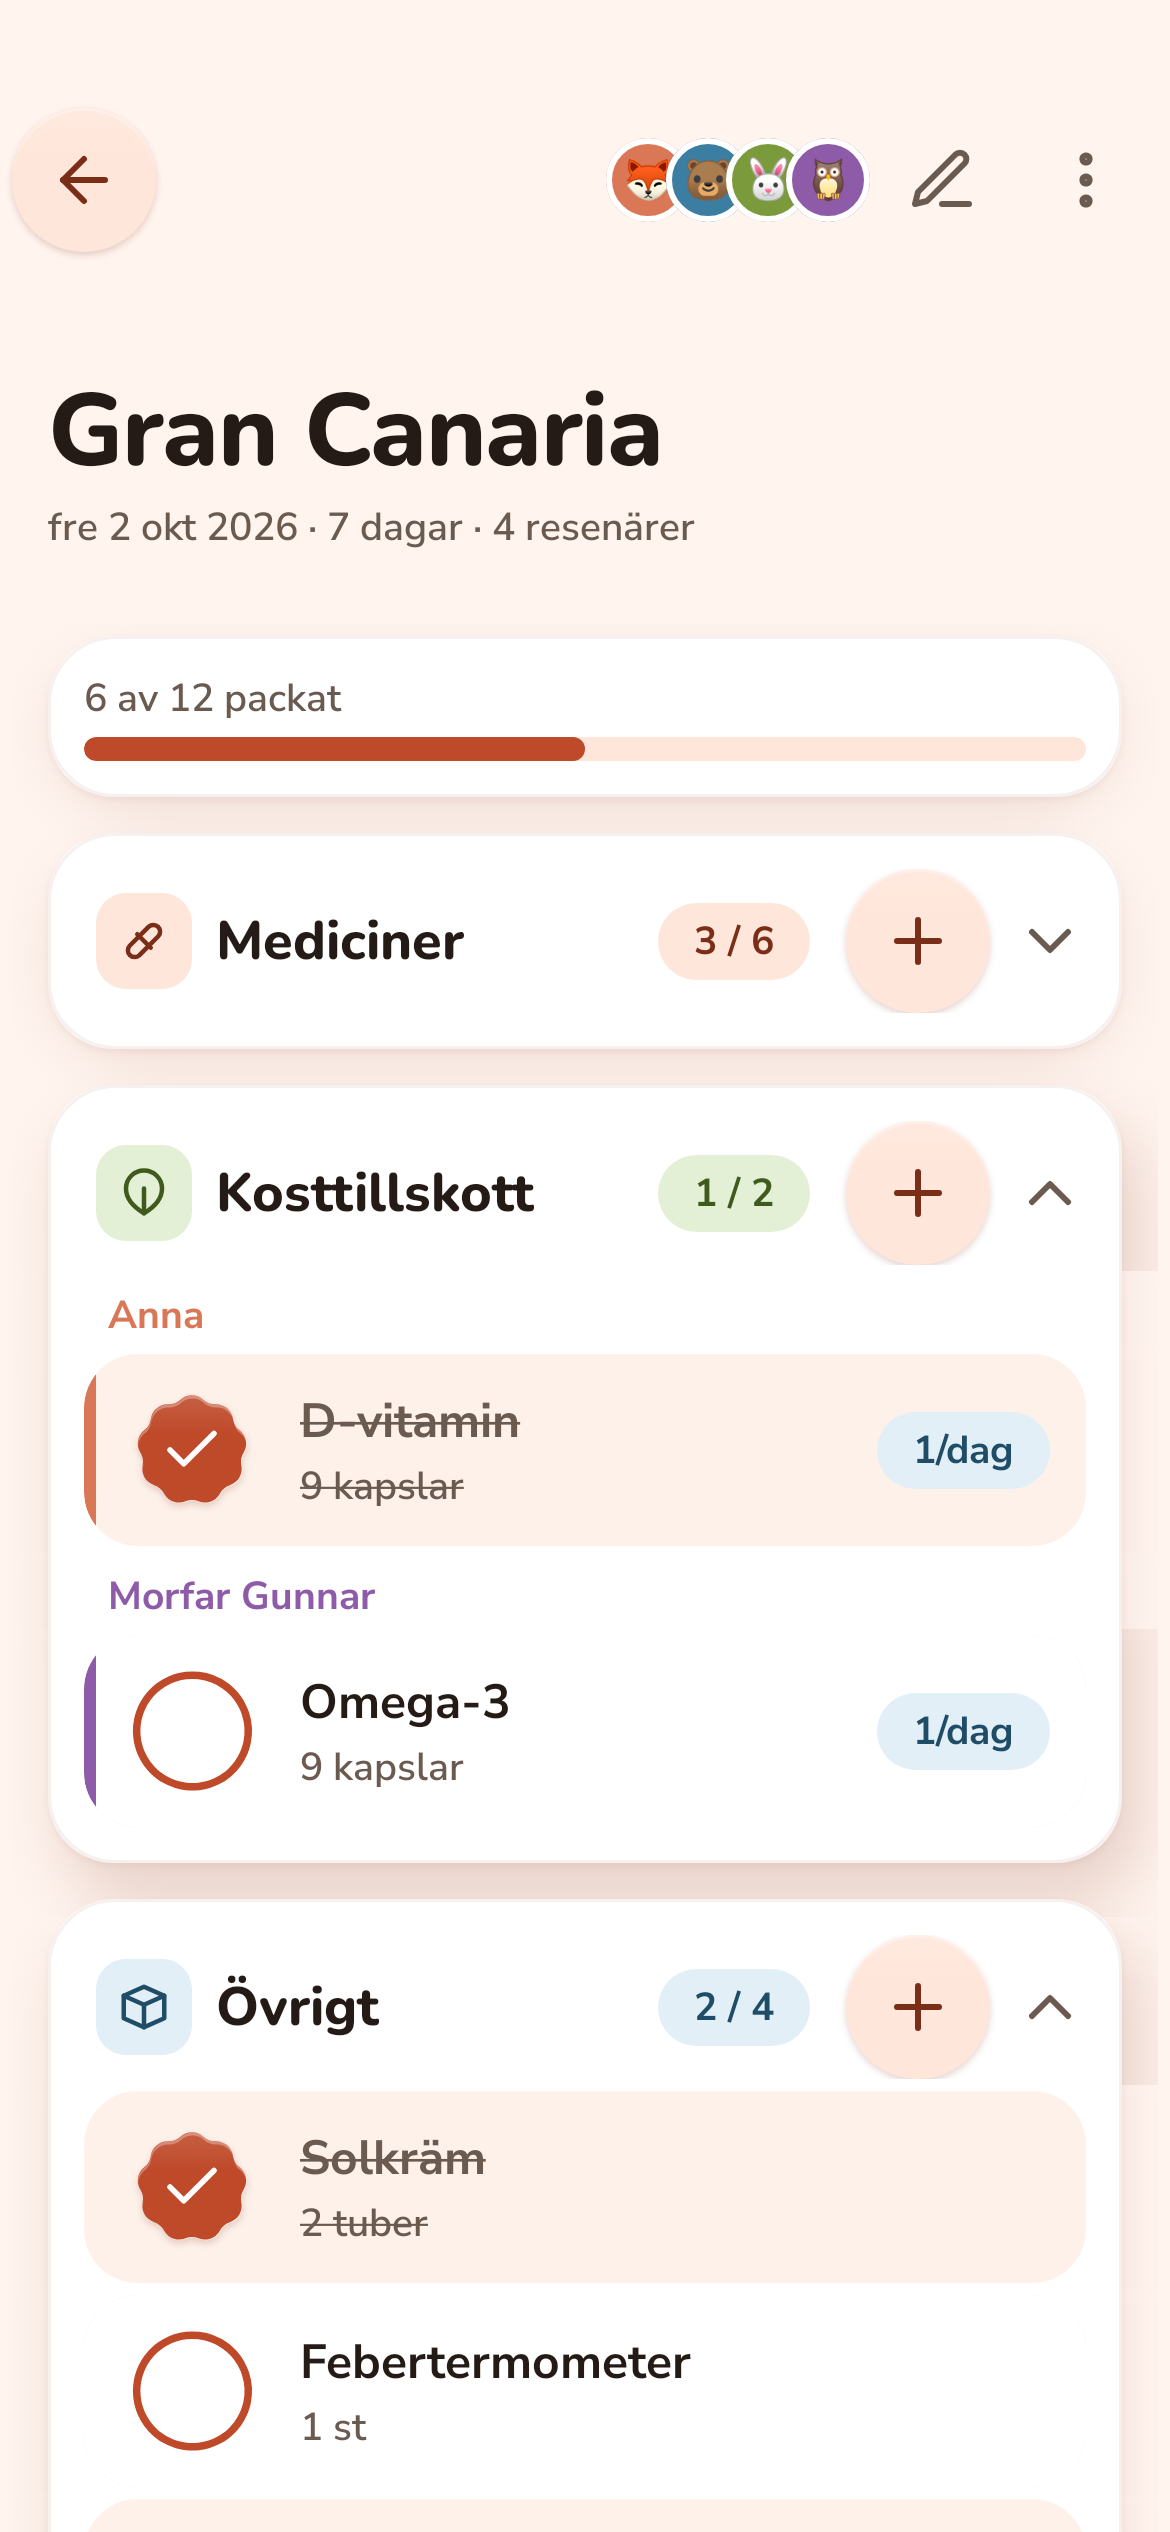 Gran Canaria
fre 2 okt 2026 · 7 dagar · 4 resenärer
6 av 12 packat
Mediciner
3 / 6
Kosttillskott
1 / 2
Anna
D-vitamin
9 kapslar
1/dag
Morfar Gunnar
Omega-3
9 kapslar
1/dag
Övrigt
2 / 4
Solkräm
2 tuber
Febertermometer
1 st